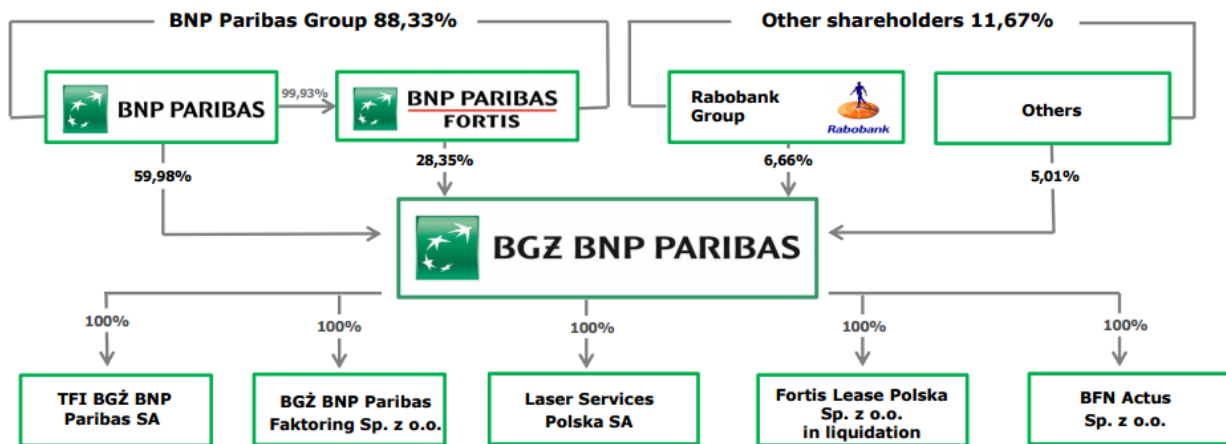 BNP Paribas Group 88,33%
Other shareholders 11,67%
BNP PARIBAS
99,93%
BNP PARIBAS
FORTIS
Rabobank
Group
Rabobank
Others
59,98%
28,35%
6,66%
5,01%
BGŻ BNP PARIBAS
100%
100%
100%
100%
100%
TFI BGŻ BNP
Paribas SA
BGŻ BNP Paribas
Faktoring Sp. z o.o.
Laser Services
Polska SA
Fortis Lease Polska
Sp. z o.o.
in liquidation
BFN Actus
Sp. z o.o.